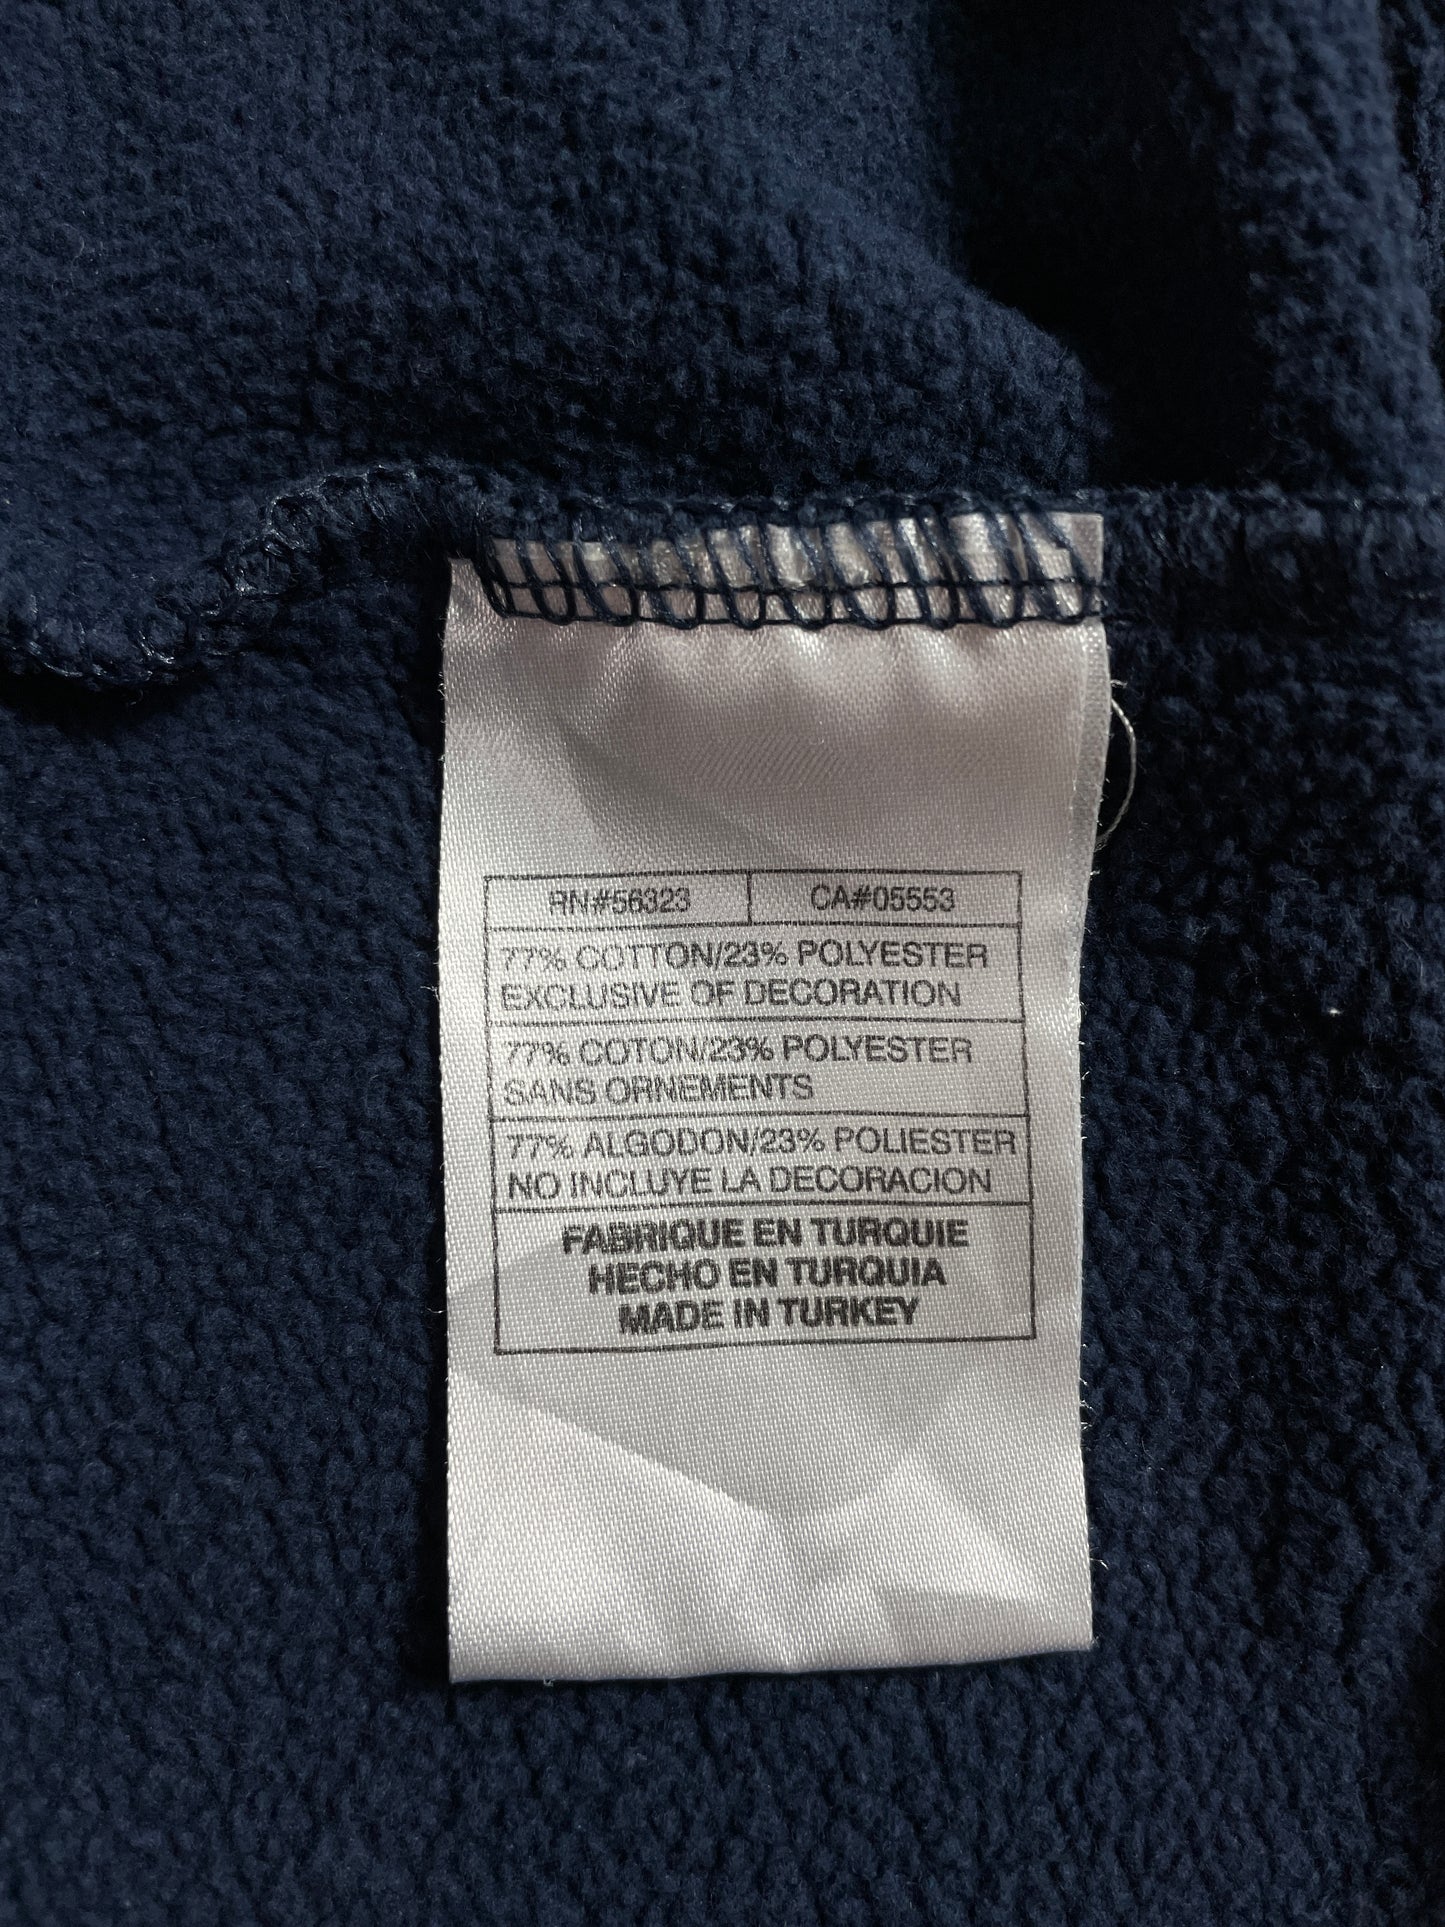 RN#56323 CA#05553
77% COTTON/23% POLYESTER
EXCLUSIVE OF DECORATION
77% COTON/23% POLYESTER
SANS ORNEMENTS
77% ALGODON/23% POLIESTER
NO INCLUYE LA DECORACION
FABRIQUE EN TURQUIE
HECHO EN TURQUIA
MADE IN TURKEY